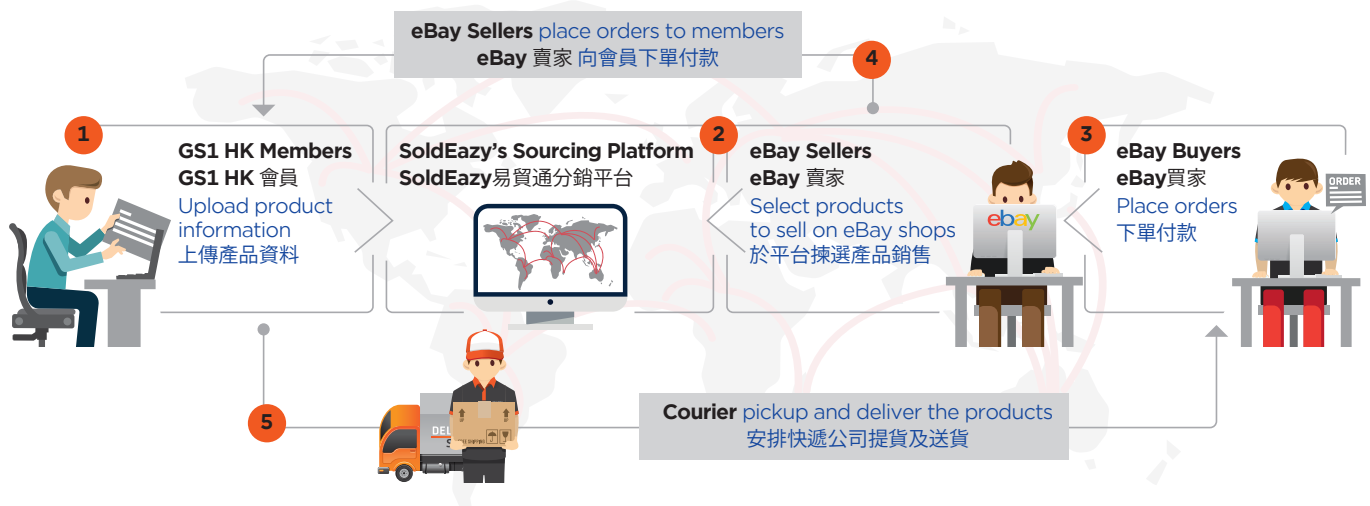 eBay Sellers place orders to members
eBay 賣家 向會員下單付款
4
1
GS1 HK Members
GS1 HK 會員
Upload product
information
上傳產品資料
SoldEazy's Sourcing Platform
SoldEazy易貿通分銷平台
2
eBay Sellers
eBay 賣家
Select products
to sell on eBay shops
於平台揀選產品銷售
ebay
3
eBay Buyers
eBay買家
Place orders
下單付款
ORDER
5
DEL
Courier pickup and deliver the products
安排快遞公司提貨及送貨